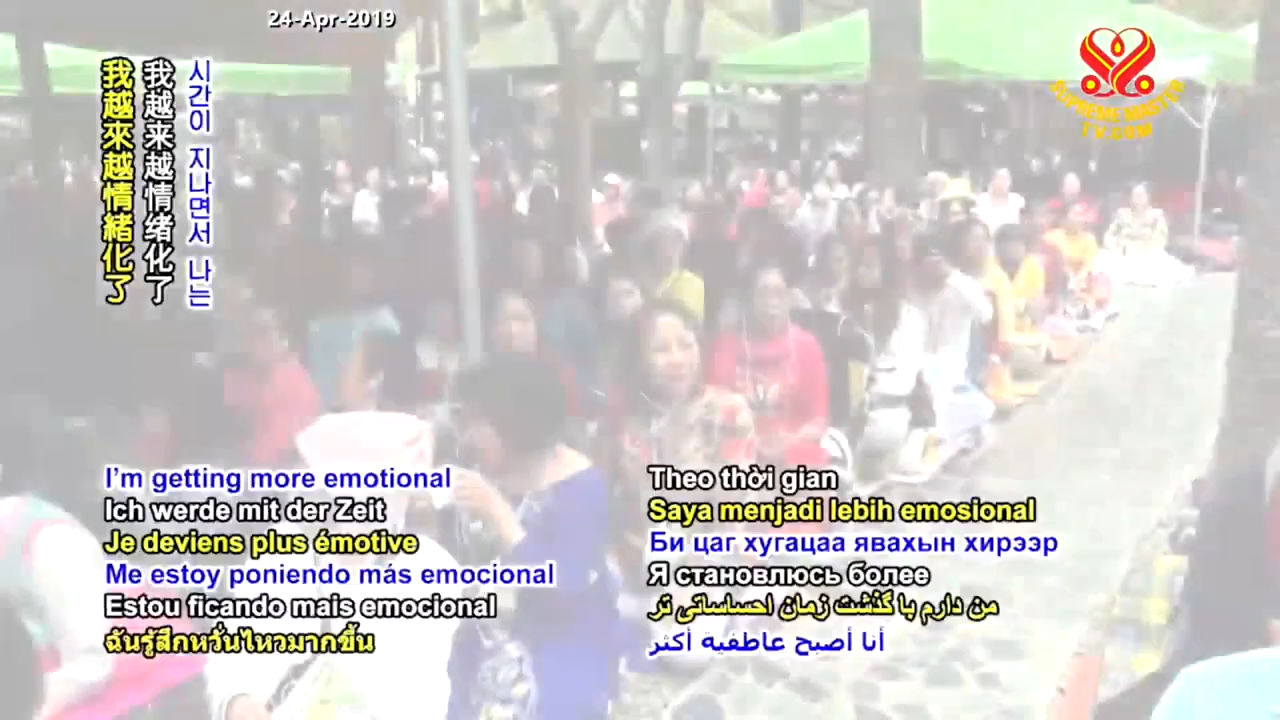 24-Apr-2019
SUPREME MASTER
TV.COM
我越來越情緒化了
我越来越情绪化了
시간이 지나면서 나는
I'm getting more emotional
Ich werde mit der Zeit
Je deviens plus émotive
Me estoy poniendo más emocional
Estou ficando mais emocional
ฉันรู้สึกหวั่นไหวมากขึ้น
Theo thời gian
Saya menjadi lebih emosional
Би цаг хугацаа явахын хирээр
Я становлюсь более
من دارم با گذشت زمان احساساتی تر
أنا أصبح عاطفية أكثر